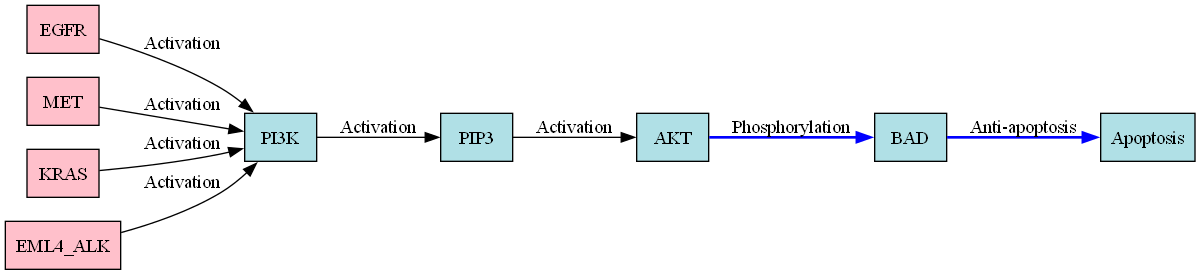 EGFR
Activation
MET
Activation
KRAS
Activation
EML4_ALK
Activation
PI3K
Activation
PIP3
Activation
AKT
Phosphorylation
BAD
Anti-apoptosis
Apoptosis